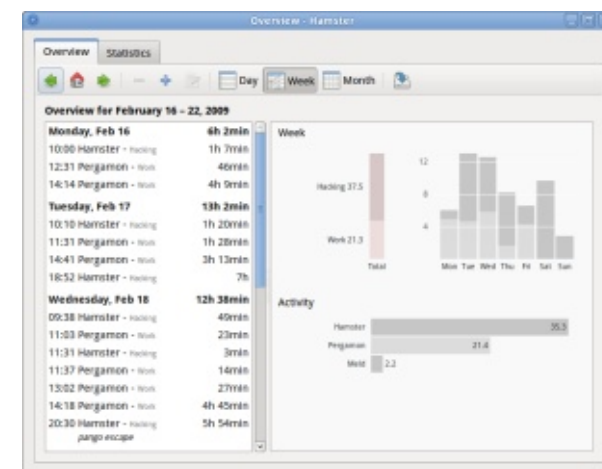 Overview - Hamster
Overview Statistics
Day Week Month
Overview for February 16 – 22, 2009
Monday, Feb 16 6h 2min
10:00 Hamster - Hacking 1h 7min
12:31 Pergamon - Work 46min
14:14 Pergamon - Work 4h 9min
Tuesday, Feb 17 13h 2min
10:10 Hamster - Hacking 1h 20min
11:31 Pergamon - Work 1h 28min
14:41 Pergamon - Work 3h 13min
18:52 Hamster - Hacking 7h
Wednesday, Feb 18 12h 38min
09:38 Hamster - Hacking 49min
11:03 Pergamon - Work 23min
11:31 Hamster - Hacking 3min
11:37 Pergamon - Work 14min
13:02 Pergamon - Work 27min
14:18 Pergamon - Work 4h 45min
20:30 Hamster - Hacking 5h 54min
pango escape
Week
Hacking 37.5
Work 21.3
Total
12
8
4
Mon Tue Wed Thu Fri Sat Sun
Activity
Hamster 35.3
Pergamon 21.4
Meld 2.2